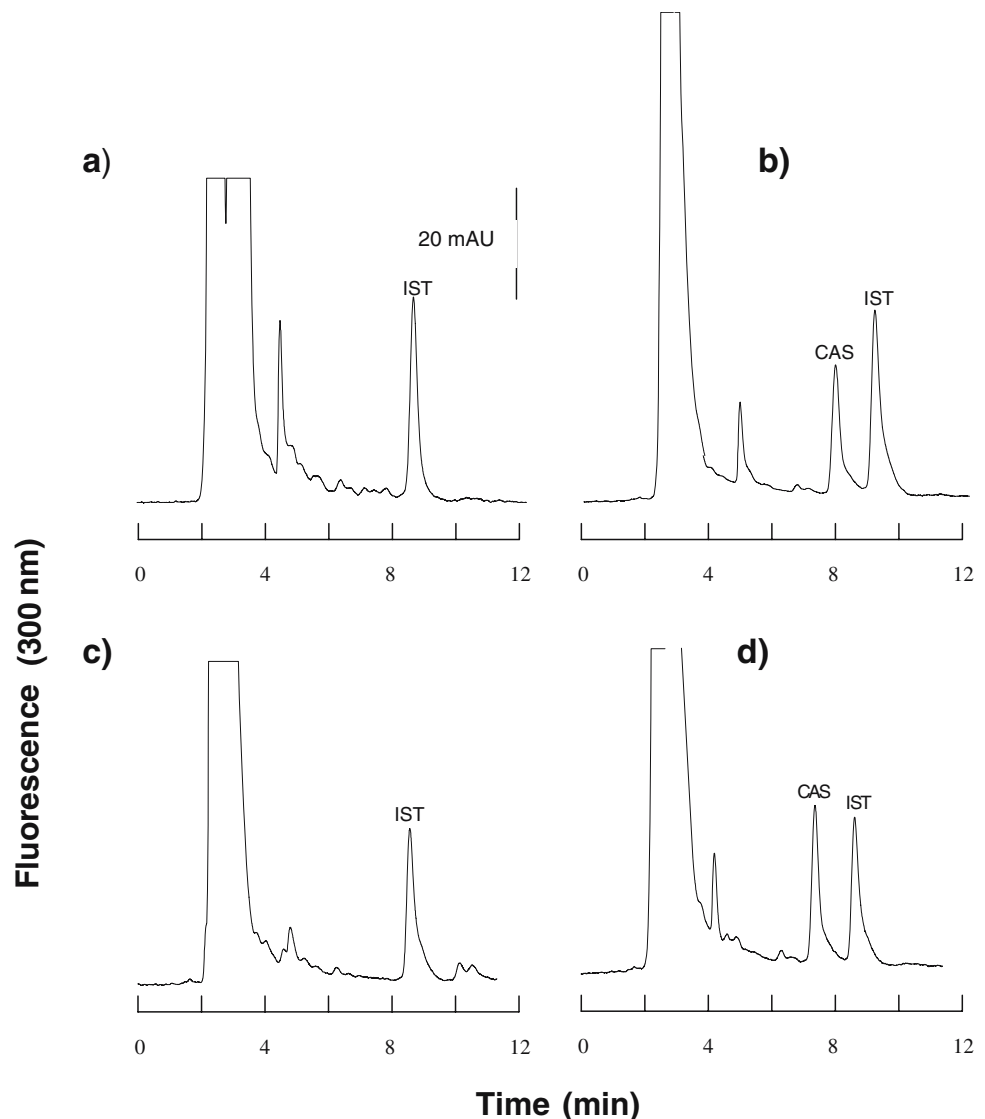 a)
20 mAU
IST
0 4 8 12
b)
CAS
IST
0 4 8 12
c)
IST
0 4 8 12
d)
CAS
IST
0 4 8 12
Fluorescence (300 nm)
Time (min)